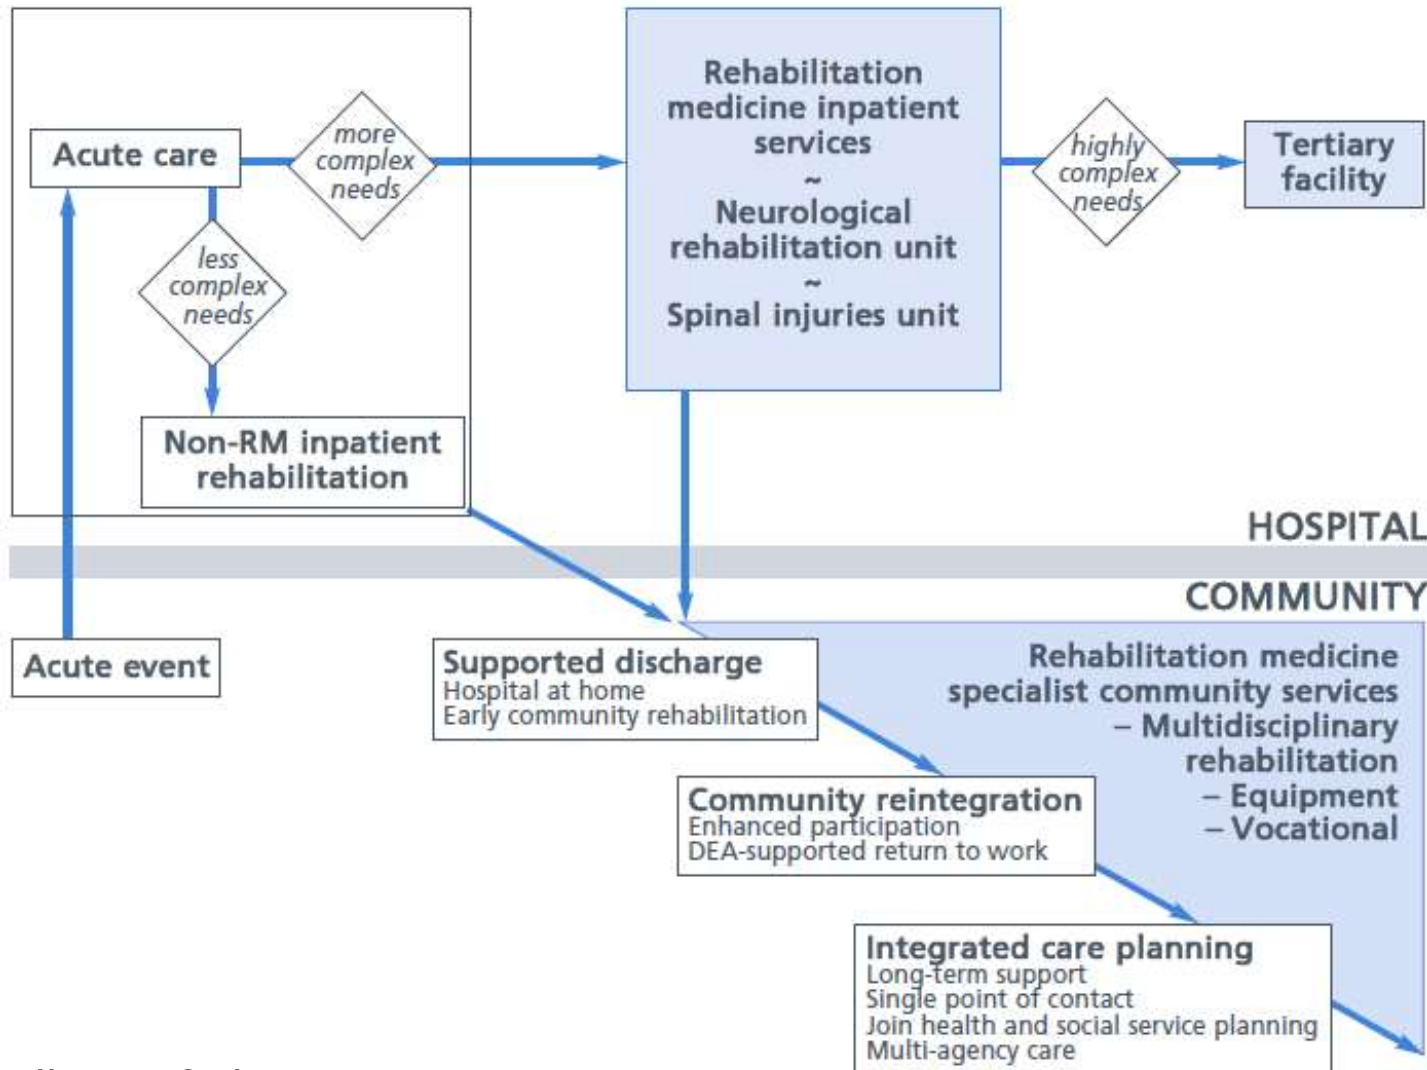 Acute care
more
complex
needs
less
complex
needs
Non-RM inpatient
rehabilitation
Rehabilitation
medicine inpatient
services
~
Neurological
rehabilitation unit
~
Spinal injuries unit
highly
complex
needs
Tertiary
facility
HOSPITAL
COMMUNITY
Acute event
Supported discharge
Hospital at home
Early community rehabilitation
Rehabilitation medicine
specialist community services
– Multidisciplinary
rehabilitation
– Equipment
– Vocational
Community reintegration
Enhanced participation
DEA-supported return to work
Integrated care planning
Long-term support
Single point of contact
Join health and social service planning
Multi-agency care